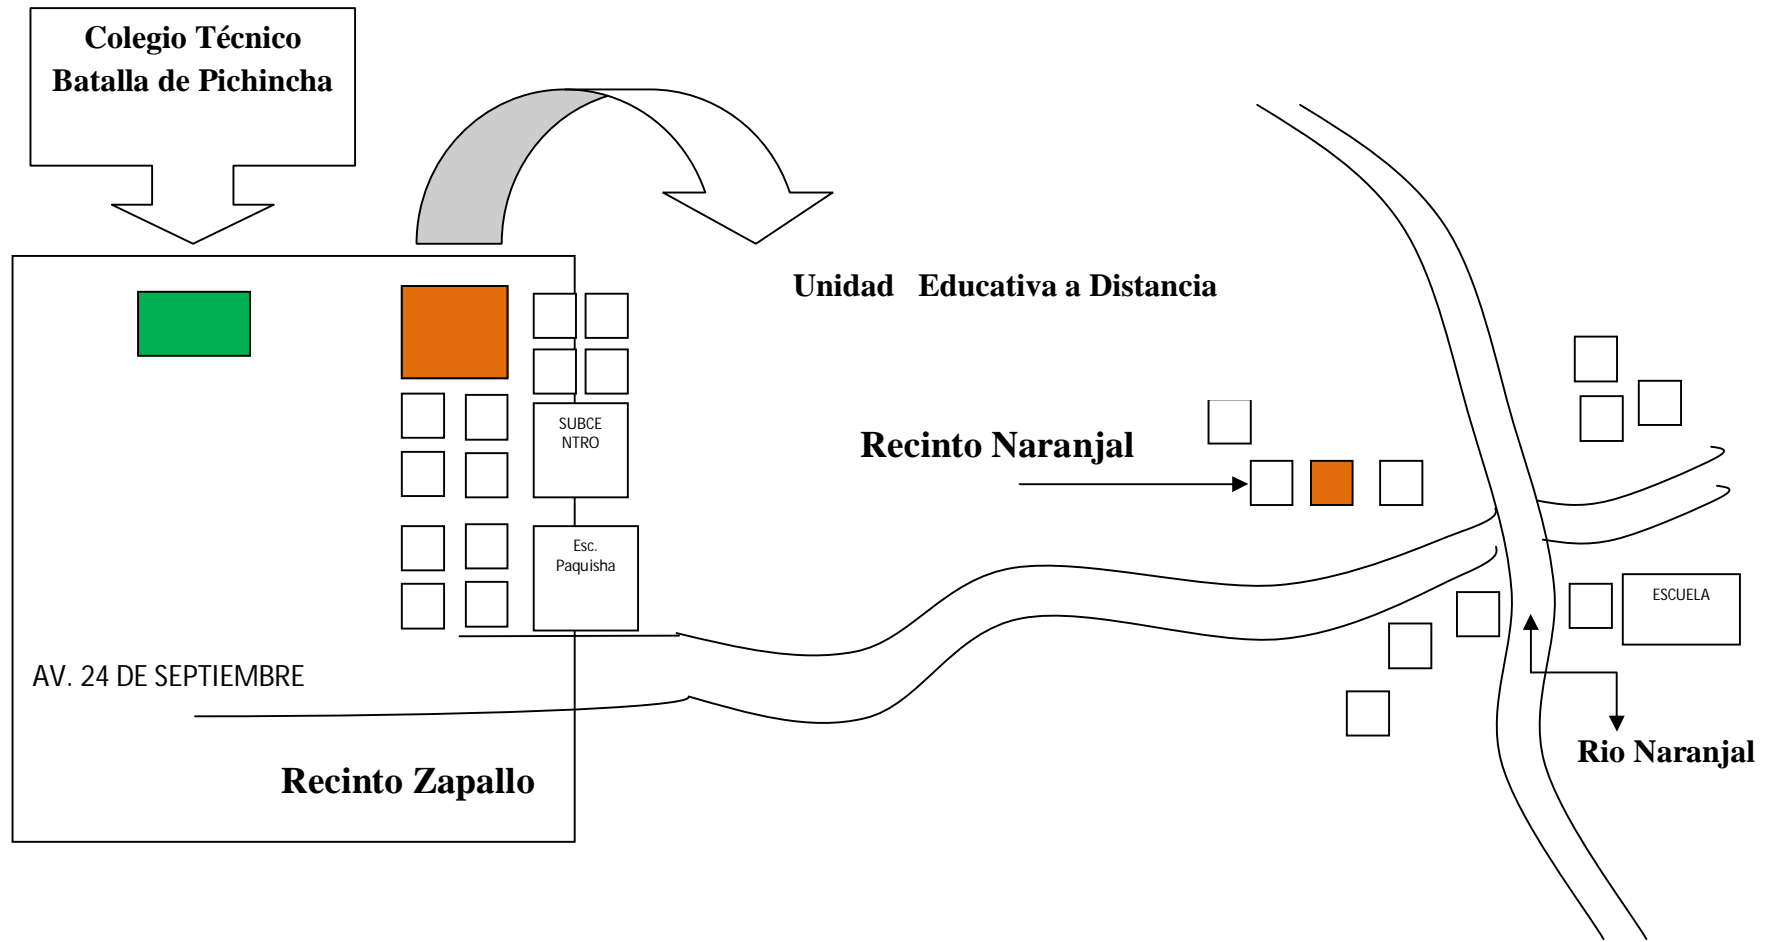 Colegio Técnico
Batalla de Pichincha
Unidad Educativa a Distancia
SUBCE
NTRO
Recinto Naranjal
Esc.
Paquisha
ESCUELA
AV. 24 DE SEPTIEMBRE
Rio Naranjal
Recinto Zapallo